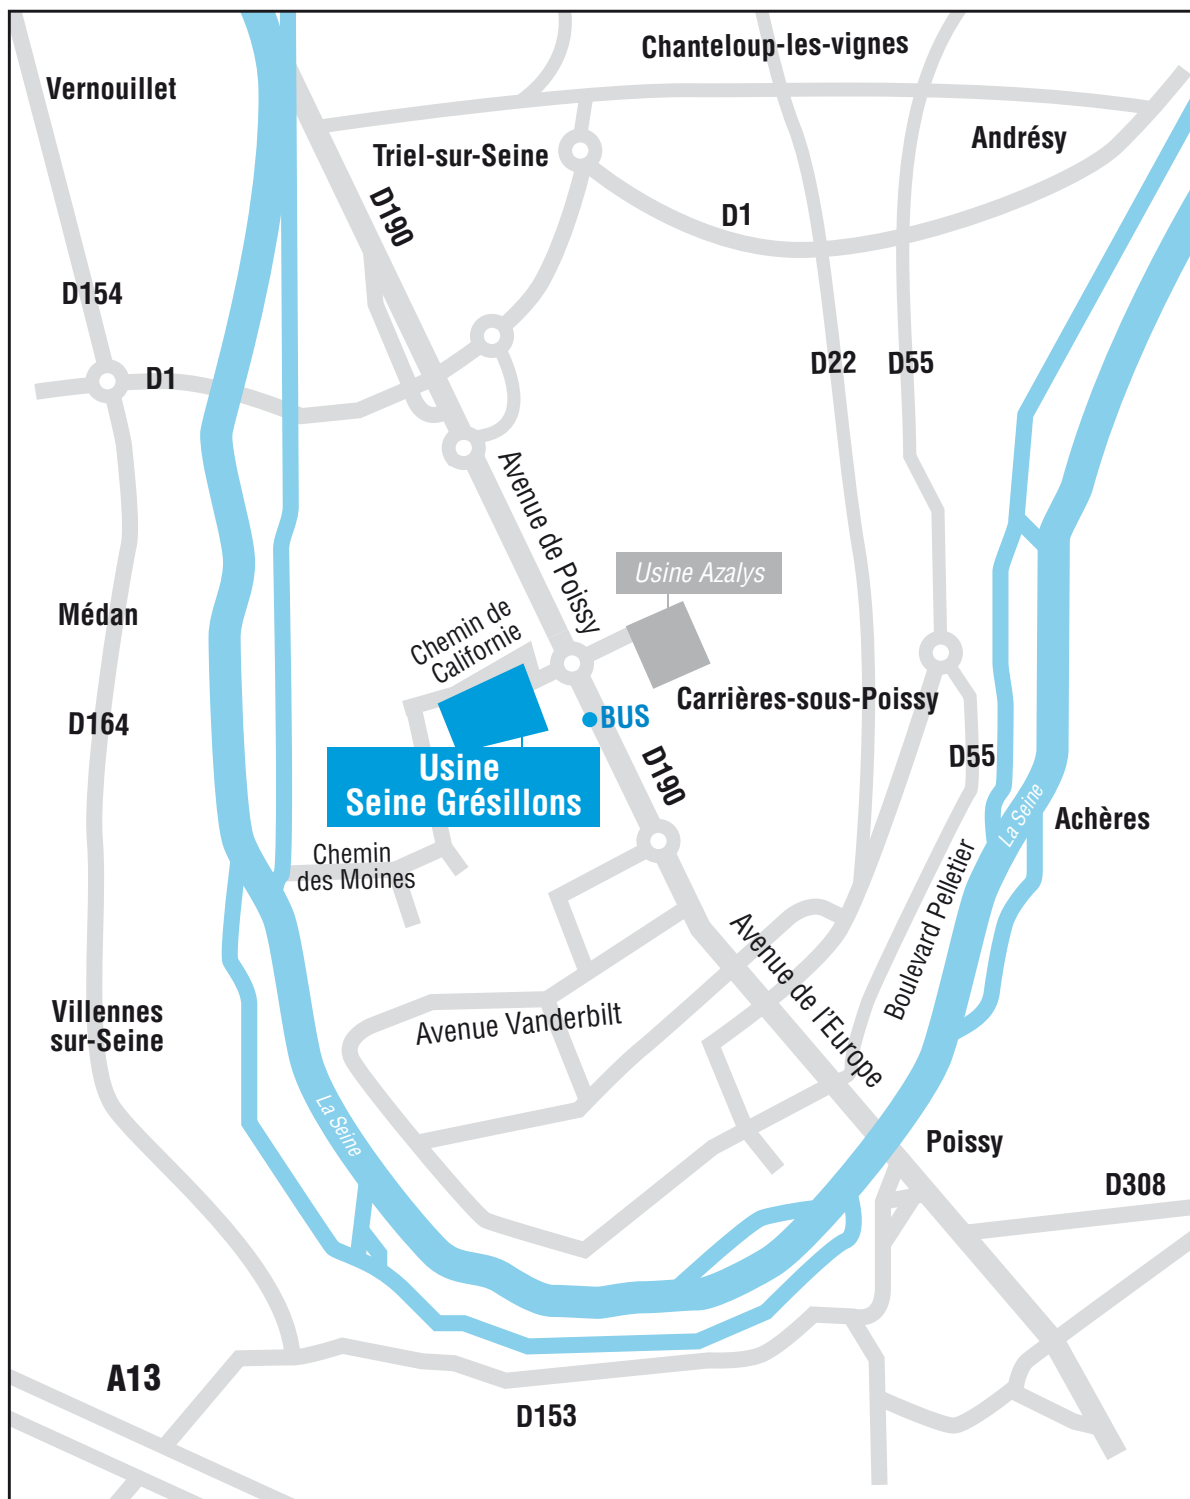 Chanteloup-les-vignes
Vernouillet
Andrésy
Triel-sur-Seine
D190
D1
D154
D22
D55
D1
Avenue de Poissy
Usine Azalys
Chemin de
Californie
Médan
Carrières-sous-Poissy
BUS
D164
D55
D190
Usine
Seine Grésillons
La Seine
Achères
Chemin
des Moines
Boulevard Pelletier
Avenue de l'Europe
Villennes
sur-Seine
Avenue Vanderbilt
La Seine
Poissy
D308
A13
D153